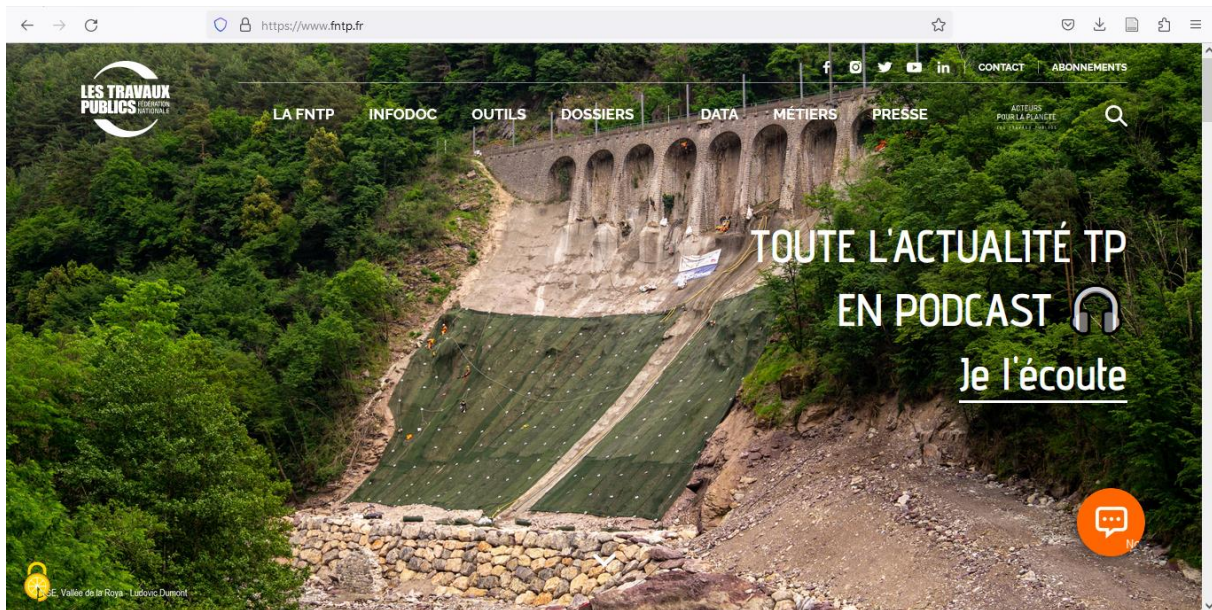 https://www.fntp.fr
CONTACT
ABONNEMENTS
LES TRAVAUX
PUBLICS FÉDÉRATION
NATIONALE
LA FNTP
INFODOC
OUTILS
DOSSIERS
DATA
MÉTIERS
PRESSE
ACTEURS
POUR LA PLANÈTE
TOUTE L'ACTUALITÉ TP
EN PODCAST
Je l'écoute
Vallée de la Roya - Ludovic Dumont